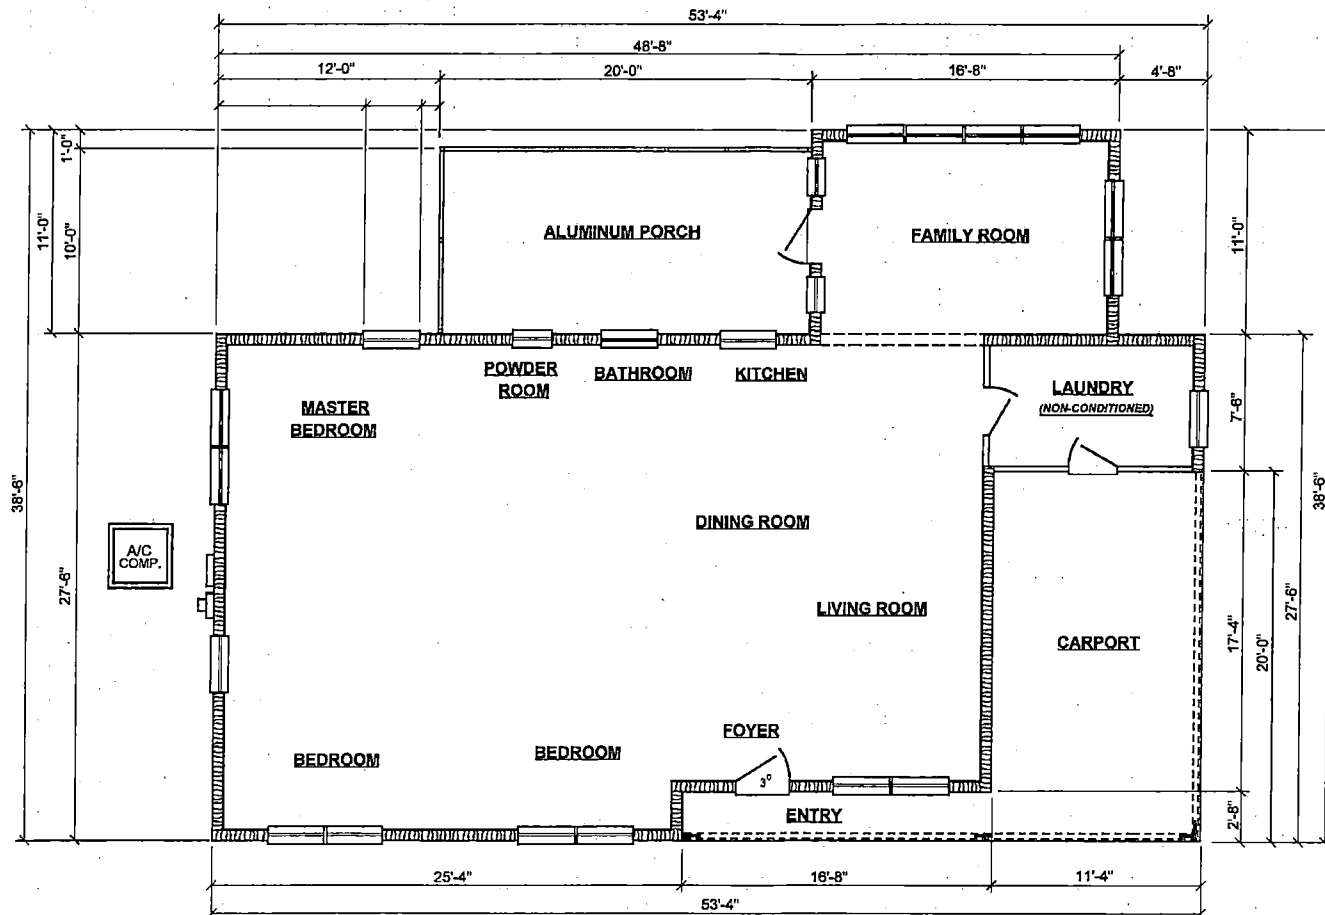 53'-4"
48'-8"
12'-0"
20'-0"
16'-8"
4'-8"
1'-0"
11'-0"
10'-0"
11'-0"
ALUMINUM PORCH
FAMILY ROOM
POWDER
ROOM
BATHROOM
KITCHEN
LAUNDRY
(NON-CONDITIONED)
MASTER
BEDROOM
7'-6"
38'-6"
38'-6"
DINING ROOM
A/C
COMP.
27'-6"
27'-6"
LIVING ROOM
CARPORT
17'-4"
20'-0"
FOYER
BEDROOM
BEDROOM
3⁰
ENTRY
2'-8"
25'-4"
16'-8"
11'-4"
53'-4"